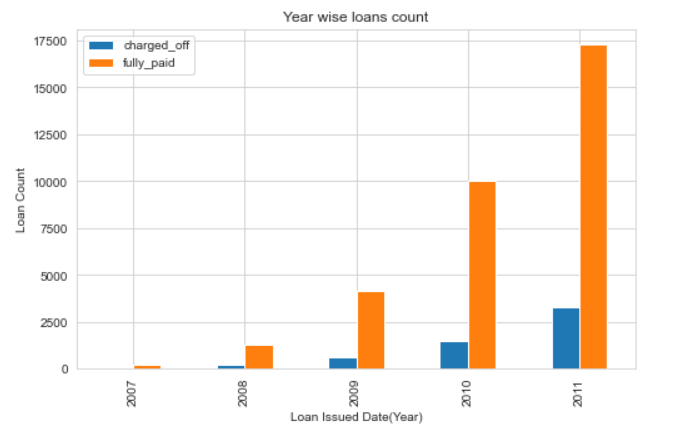 Year wise loans count
charged_off
fully_paid
17500
15000
12500
10000
7500
5000
2500
0
Loan Count
2007
2008
2009
2010
2011
Loan Issued Date(Year)